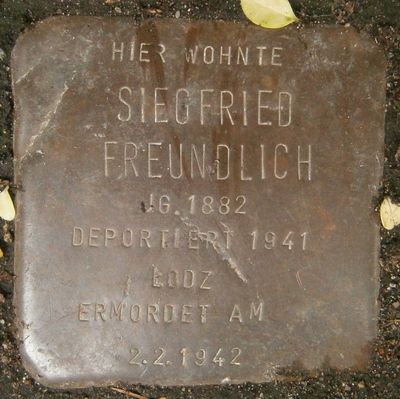 HIER WOHNTE
SIEGFRIED
FREUNDLICH
JG. 1882
DEPORTIERT 1941
LODZ
ERMORDET AM
2.2.1942